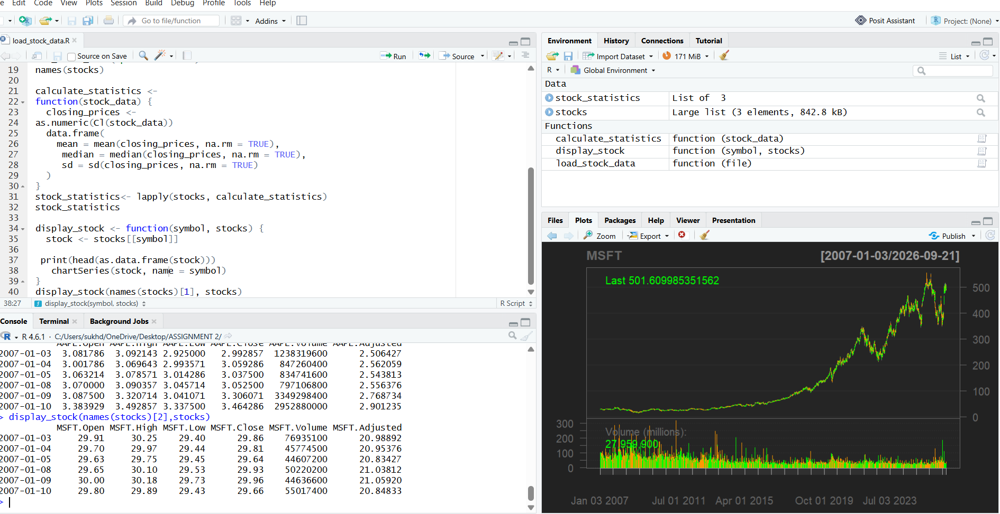 Edit Code View Plots Session Build Debug Profile Tools Help
Go to file/function Addins Posit Assistant Project: (None)
load_stock_data.R
Source on Save Run Source
19 names(stocks)
20
21 calculate_statistics <-
22 function(stock_data) {
23 closing_prices <-
24 as.numeric(Cl(stock_data))
25 data.frame(
26 mean = mean(closing_prices, na.rm = TRUE),
27 median = median(closing_prices, na.rm = TRUE),
28 sd = sd(closing_prices, na.rm = TRUE)
29 )
30 }
31 stock_statistics<- lapply(stocks, calculate_statistics)
32 stock_statistics
33
34 display_stock <- function(symbol, stocks) {
35 stock <- stocks[[symbol]]
36
37 print(head(as.data.frame(stock)))
38 chartSeries(stock, name = symbol)
39 }
40 display_stock(names(stocks)[1], stocks)
38:27 display_stock(symbol, stocks) R Script
Console Terminal Background Jobs
R R 4.6.1 · C:/Users/sukhd/OneDrive/Desktop/ASSIGNMENT 2/
AAPL.Open AAPL.High AAPL.Low AAPL.Close AAPL.Volume AAPL.Adjusted
2007-01-03 3.081786 3.092143 2.925000 2.992857 1238319600 2.506427
2007-01-04 3.001786 3.069643 2.993571 3.059286 847260400 2.562059
2007-01-05 3.063214 3.078571 3.014286 3.037500 834741600 2.543813
2007-01-08 3.070000 3.090357 3.045714 3.052500 797106800 2.556376
2007-01-09 3.087500 3.320714 3.041071 3.306071 3349298400 2.768734
2007-01-10 3.383929 3.492857 3.337500 3.464286 2952880000 2.901235
> display_stock(names(stocks)[2],stocks)
MSFT.Open MSFT.High MSFT.Low MSFT.Close MSFT.Volume MSFT.Adjusted
2007-01-03 29.91 30.25 29.40 29.86 76935100 20.98892
2007-01-04 29.70 29.97 29.44 29.81 45774500 20.95376
2007-01-05 29.63 29.75 29.45 29.64 44607200 20.83427
2007-01-08 29.65 30.10 29.53 29.93 50220200 21.03812
2007-01-09 30.00 30.18 29.73 29.96 44636600 21.05920
2007-01-10 29.80 29.89 29.43 29.66 55017400 20.84833
>
Environment History Connections Tutorial
Import Dataset 171 MiB List
R Global Environment
Data
stock_statistics List of 3
stocks Large list (3 elements, 842.8 kB)
Functions
calculate_statistics function (stock_data)
display_stock function (symbol, stocks)
load_stock_data function (file)
Files Plots Packages Help Viewer Presentation
Zoom Export Publish
MSFT [2007-01-03/2026-09-21]
Last 501.609985351562
500
400
300
200
100
0
Volume (millions):
27,959,900
300
200
100
0
Jan 03 2007 Jul 01 2011 Apr 01 2015 Oct 01 2019 Jul 03 2023